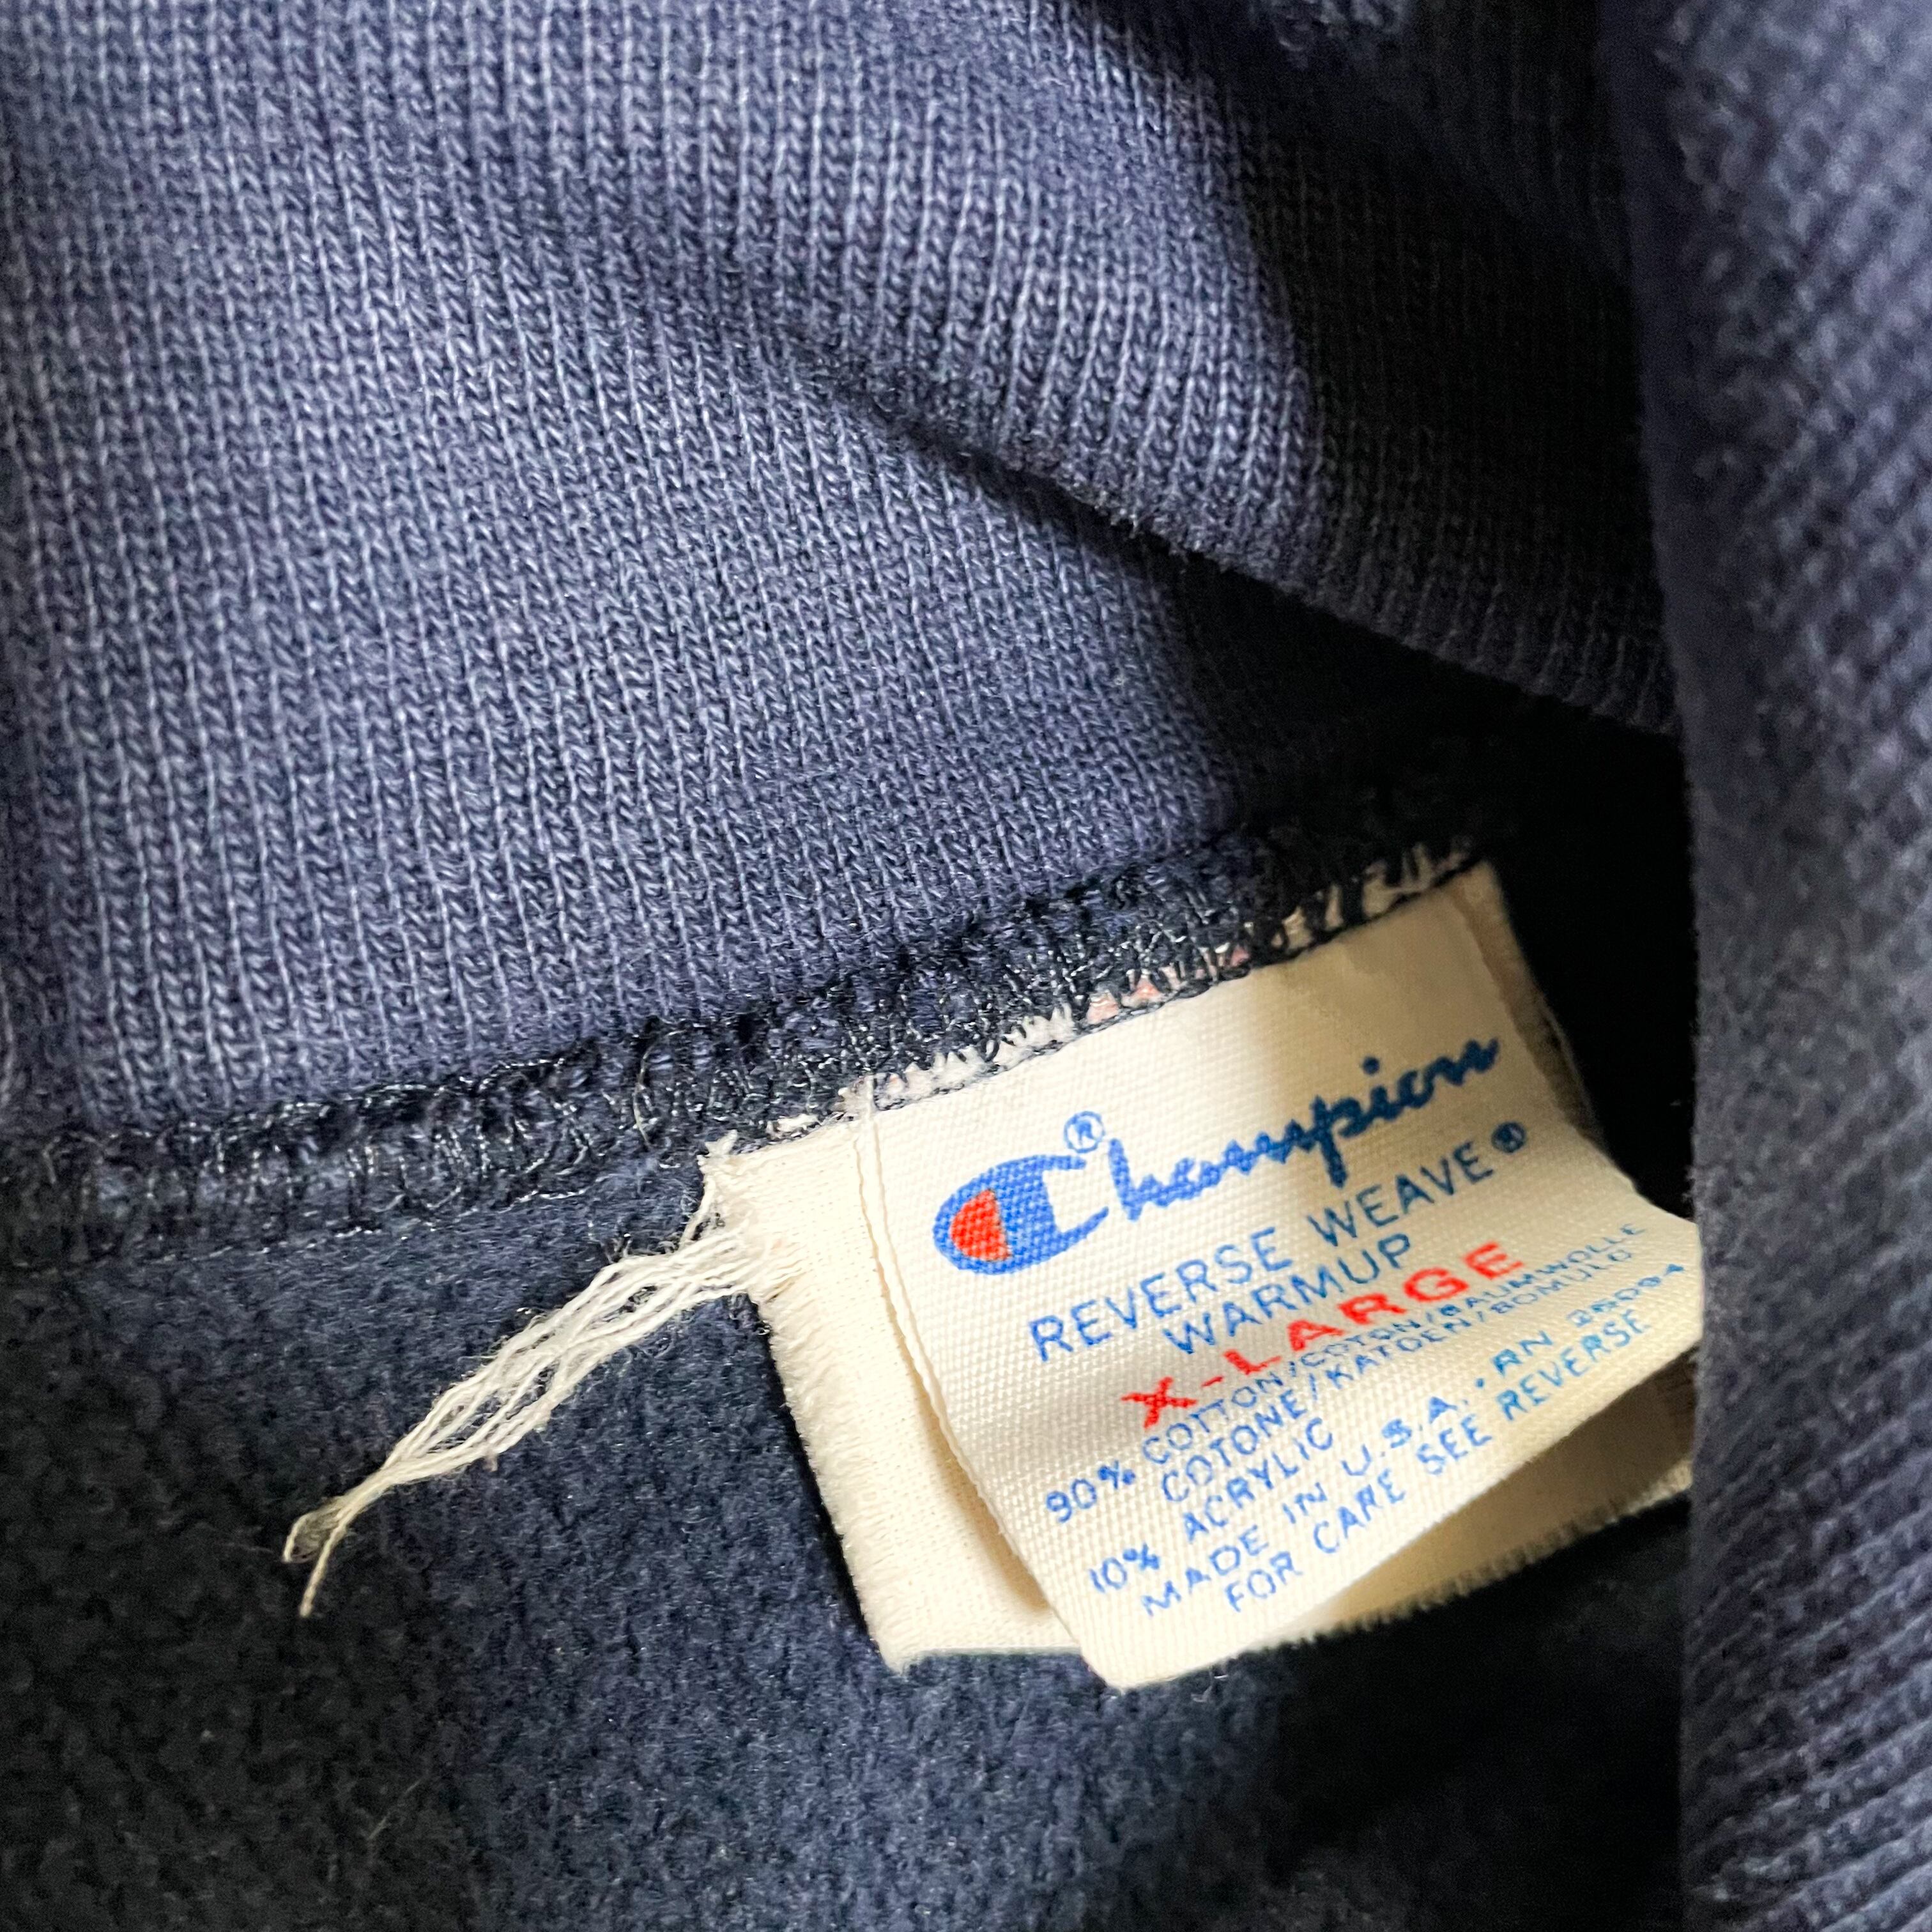 Champion®
REVERSE WEAVE®
WARMUP
X-LARGE
90% COTTON/COTON/BAUMWOLLE
COTONE/KATOEN/BOMULD
10% ACRYLIC
MADE IN U.S.A. • RN 26094
FOR CARE SEE REVERSE